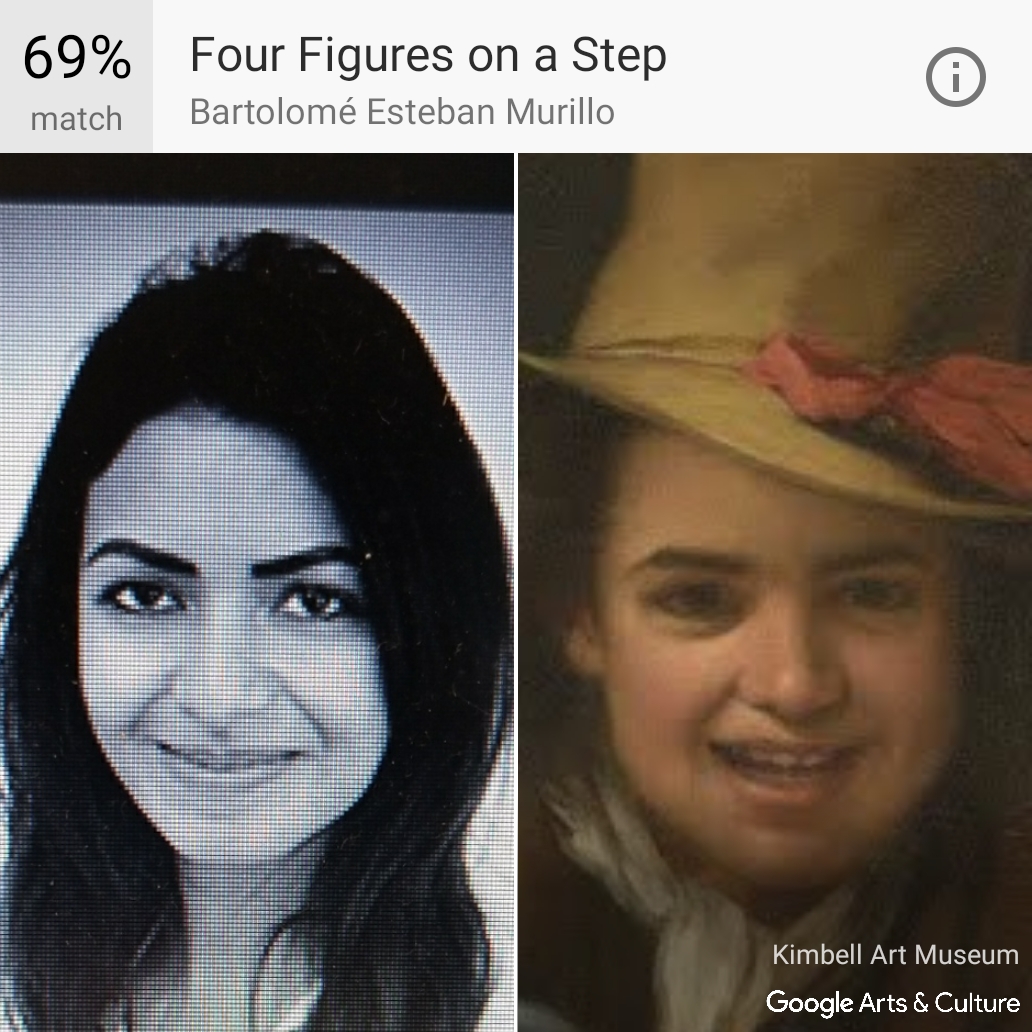 69%
match
Four Figures on a Step
Bartolomé Esteban Murillo
Kimbell Art Museum
Google Arts & Culture